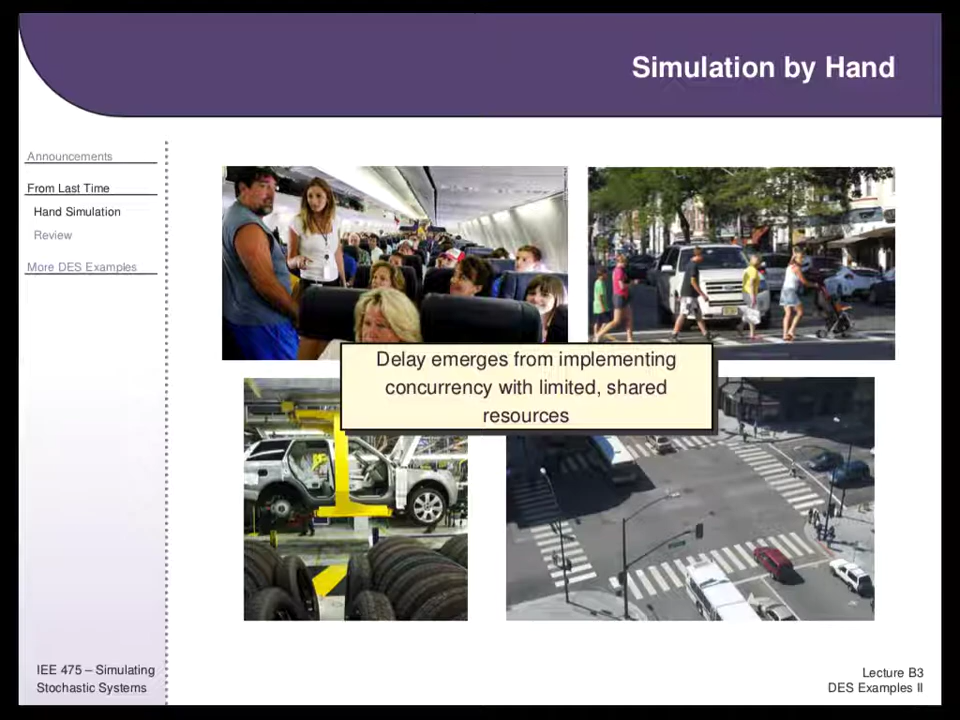 Simulation by Hand
Announcements
From Last Time
Hand Simulation
Review
More DES Examples
Delay emerges from implementing
concurrency with limited, shared
resources
IEE 475 – Simulating
Stochastic Systems
Lecture B3
DES Examples II